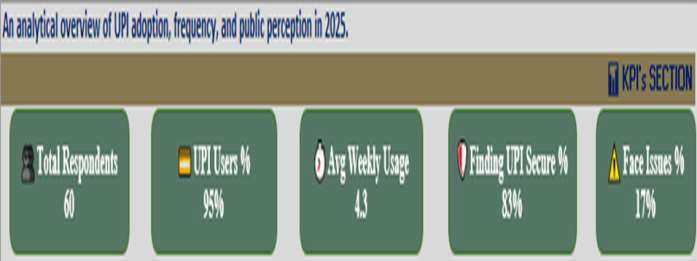 An analytical overview of UPI adoption, frequency, and public perception in 2025.
KPI's SECTION
Total Respondents
60
UPI Users %
95%
Avg Weekly Usage
4.3
Finding UPI Secure %
83%
Face Issues %
17%